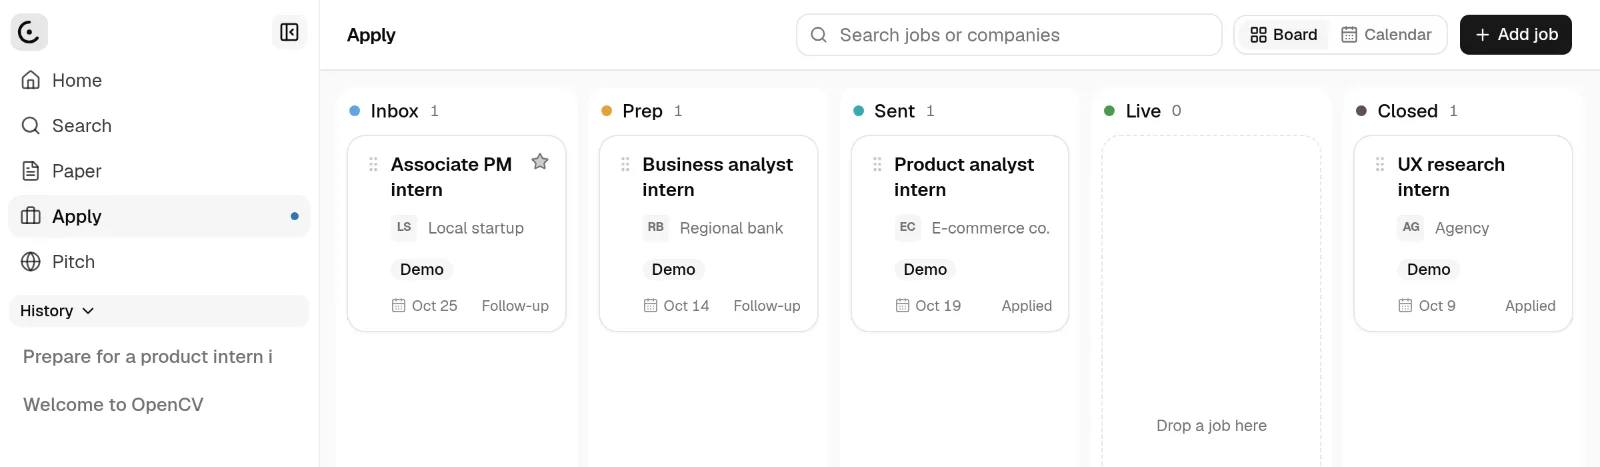 Home
Search
Paper
Apply
Pitch
History
Prepare for a product intern i
Welcome to OpenCV
Apply
Search jobs or companies
Board
Calendar
Add job
Inbox 1
Associate PM
intern
LS Local startup
Demo
Oct 25 Follow-up
Prep 1
Business analyst
intern
RB Regional bank
Demo
Oct 14 Follow-up
Sent 1
Product analyst
intern
EC E-commerce co.
Demo
Oct 19 Applied
Live 0
Drop a job here
Closed 1
UX research
intern
AG Agency
Demo
Oct 9 Applied